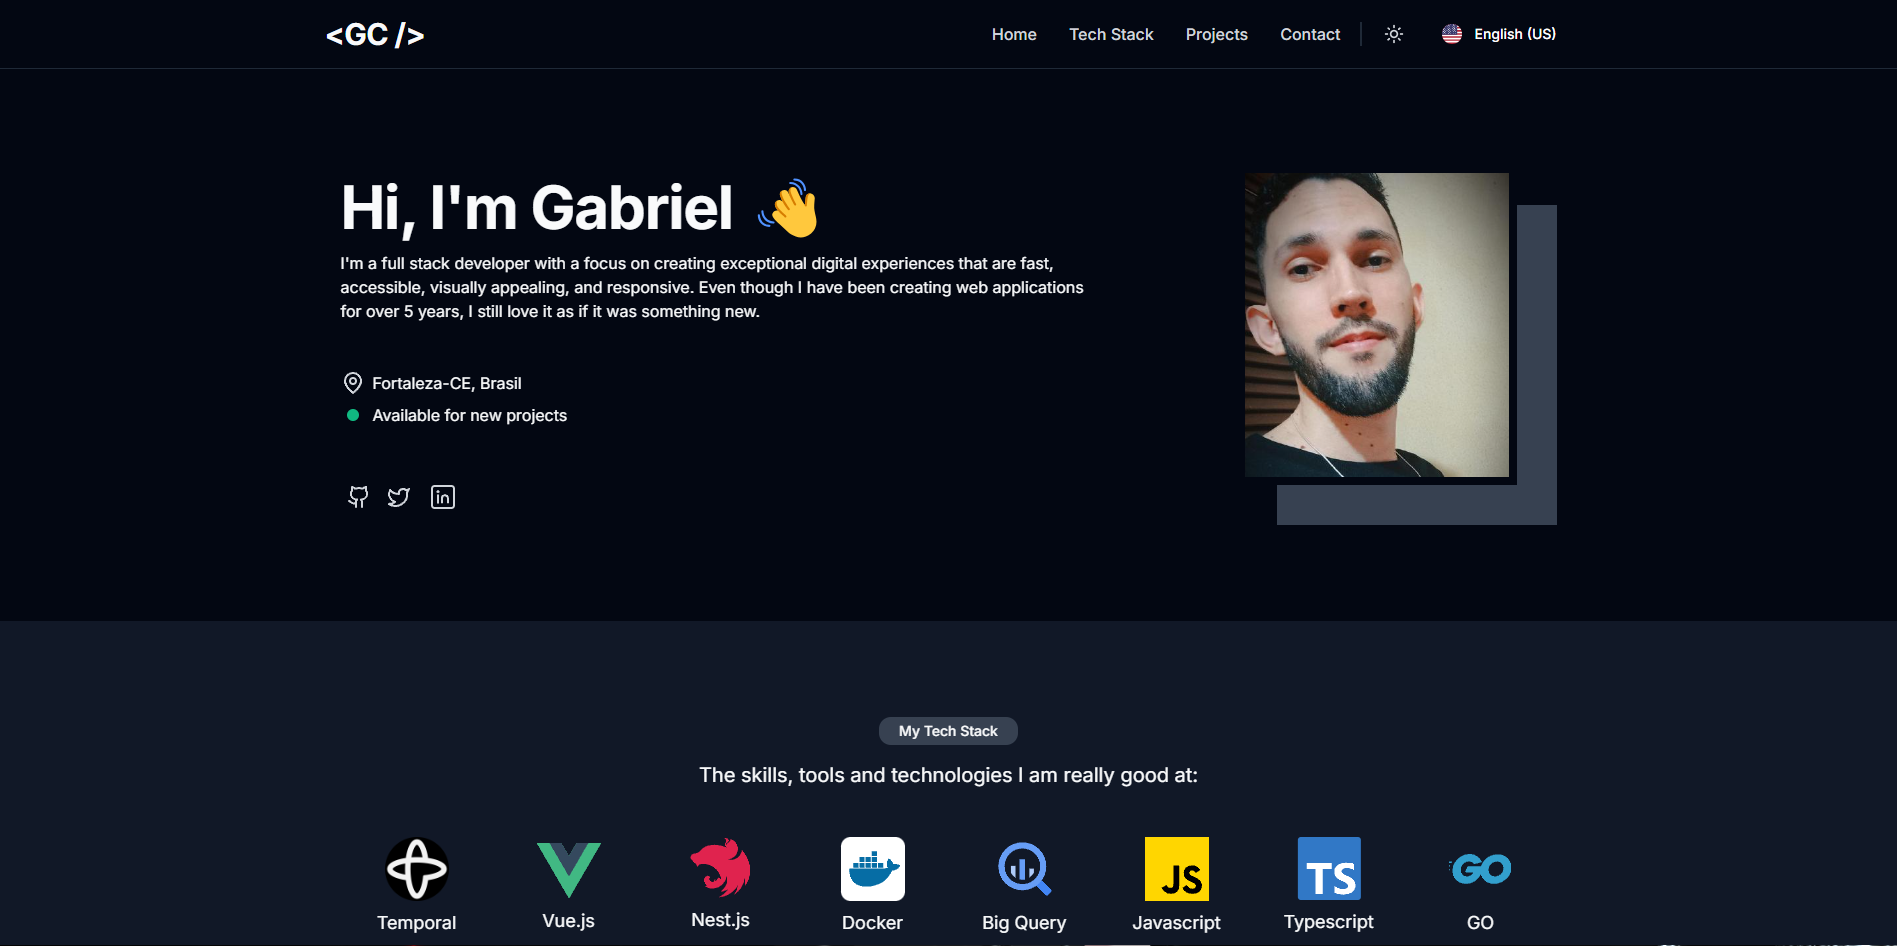 <GC />
Home
Tech Stack
Projects
Contact
English (US)
Hi, I'm Gabriel
I'm a full stack developer with a focus on creating exceptional digital experiences that are fast,
accessible, visually appealing, and responsive. Even though I have been creating web applications
for over 5 years, I still love it as if it was something new.
Fortaleza-CE, Brasil
Available for new projects
in
My Tech Stack
The skills, tools and technologies I am really good at:
JS
TS
GO
Temporal
Vue.js
Nest.js
Docker
Big Query
Javascript
Typescript
GO